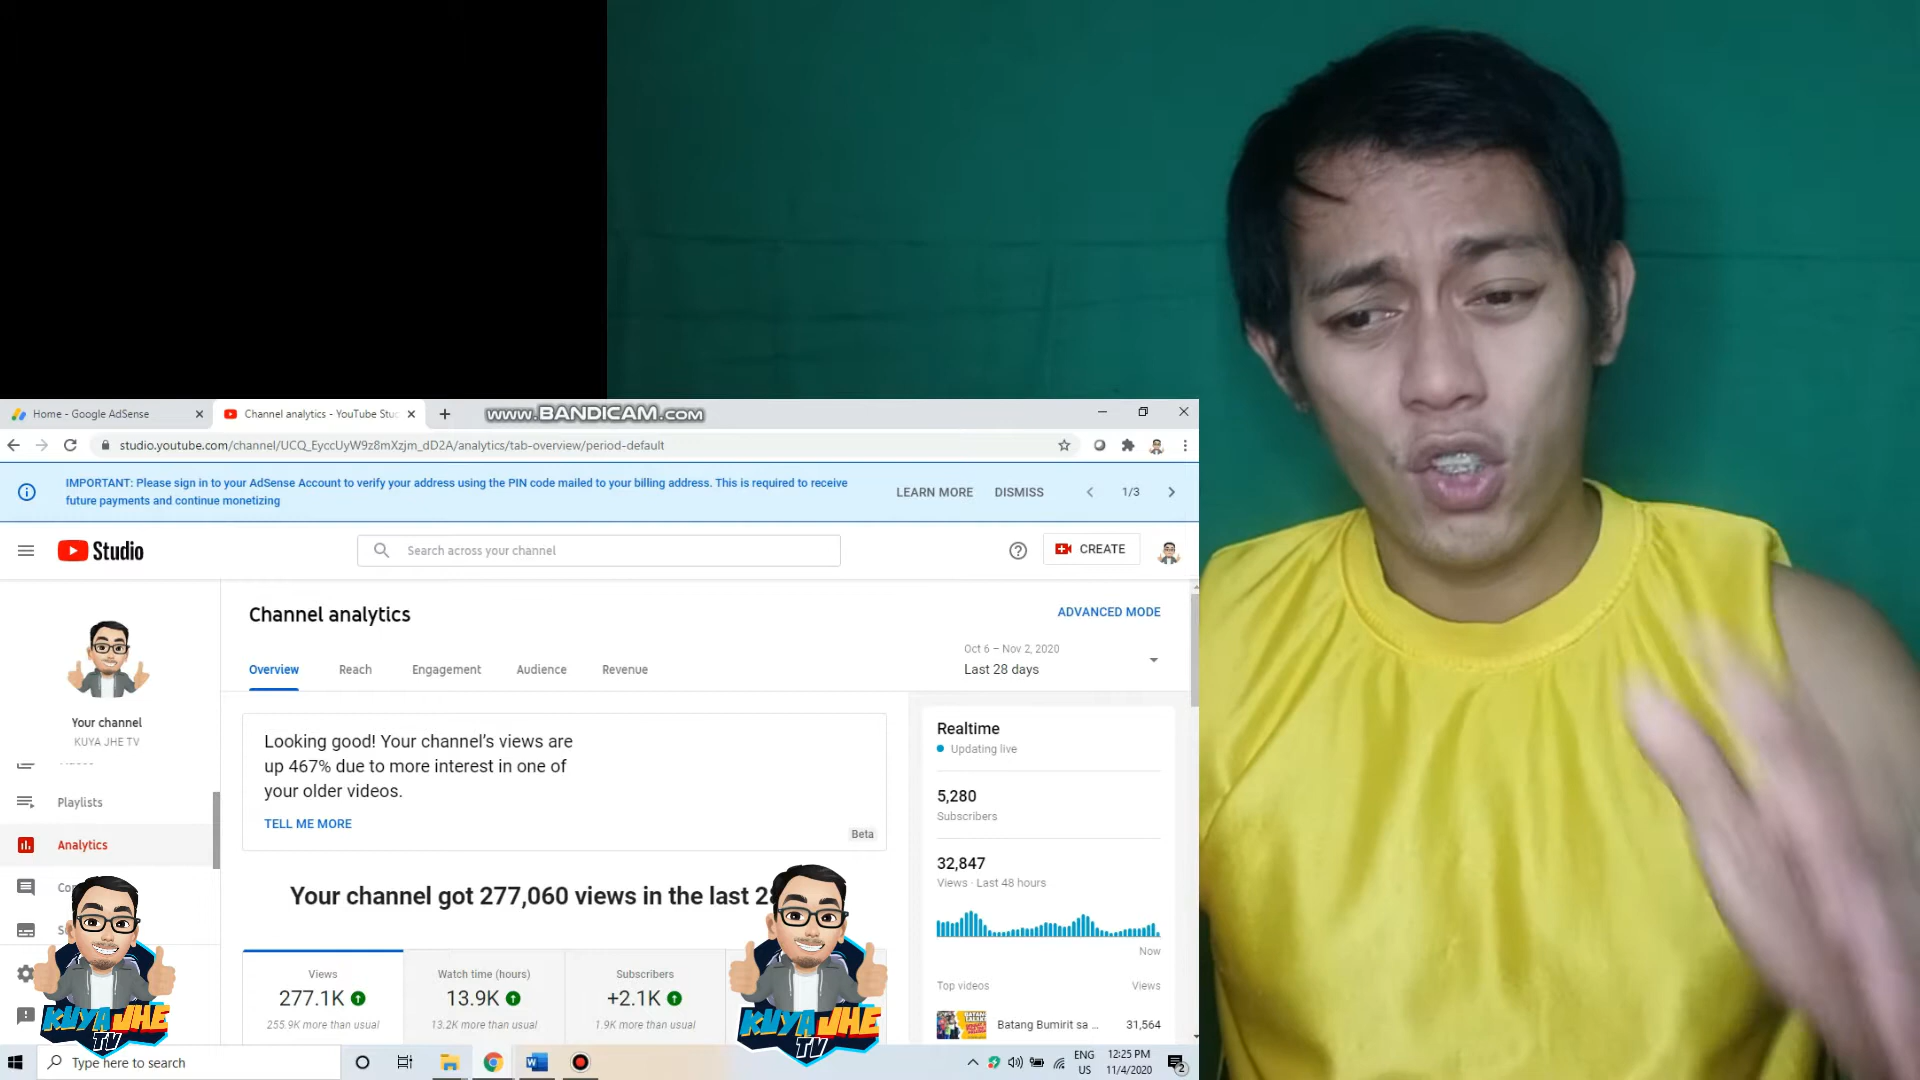 Home - Google AdSense
Channel analytics - YouTube Stu
www.BANDICAM.com
studio.youtube.com/channel/UCQ_EyccUyW9z8mXzjm_dD2A/analytics/tab-overview/period-default
IMPORTANT: Please sign in to your AdSense Account to verify your address using the PIN code mailed to your billing address. This is required to receive
future payments and continue monetizing
LEARN MORE
DISMISS
1/3
Studio
Search across your channel
CREATE
Channel analytics
ADVANCED MODE
Overview
Reach
Engagement
Audience
Revenue
Oct 6 – Nov 2, 2020
Last 28 days
Your channel
KUYA JHE TV
Playlists
Analytics
Looking good! Your channel's views are
up 467% due to more interest in one of
your older videos.
TELL ME MORE
Beta
Your channel got 277,060 views in the last
Views
277.1K
255.9K more than usual
Watch time (hours)
13.9K
13.2K more than usual
Subscribers
+2.1K
1.9K more than usual
Realtime
Updating live
5,280
Subscribers
32,847
Views · Last 48 hours
Now
Top videos
Views
Batang Bumirit sa ...
31,564
KUYA JHE
TV
KUYA JHE
TV
Type here to search
ENG
US
12:25 PM
11/4/2020
2